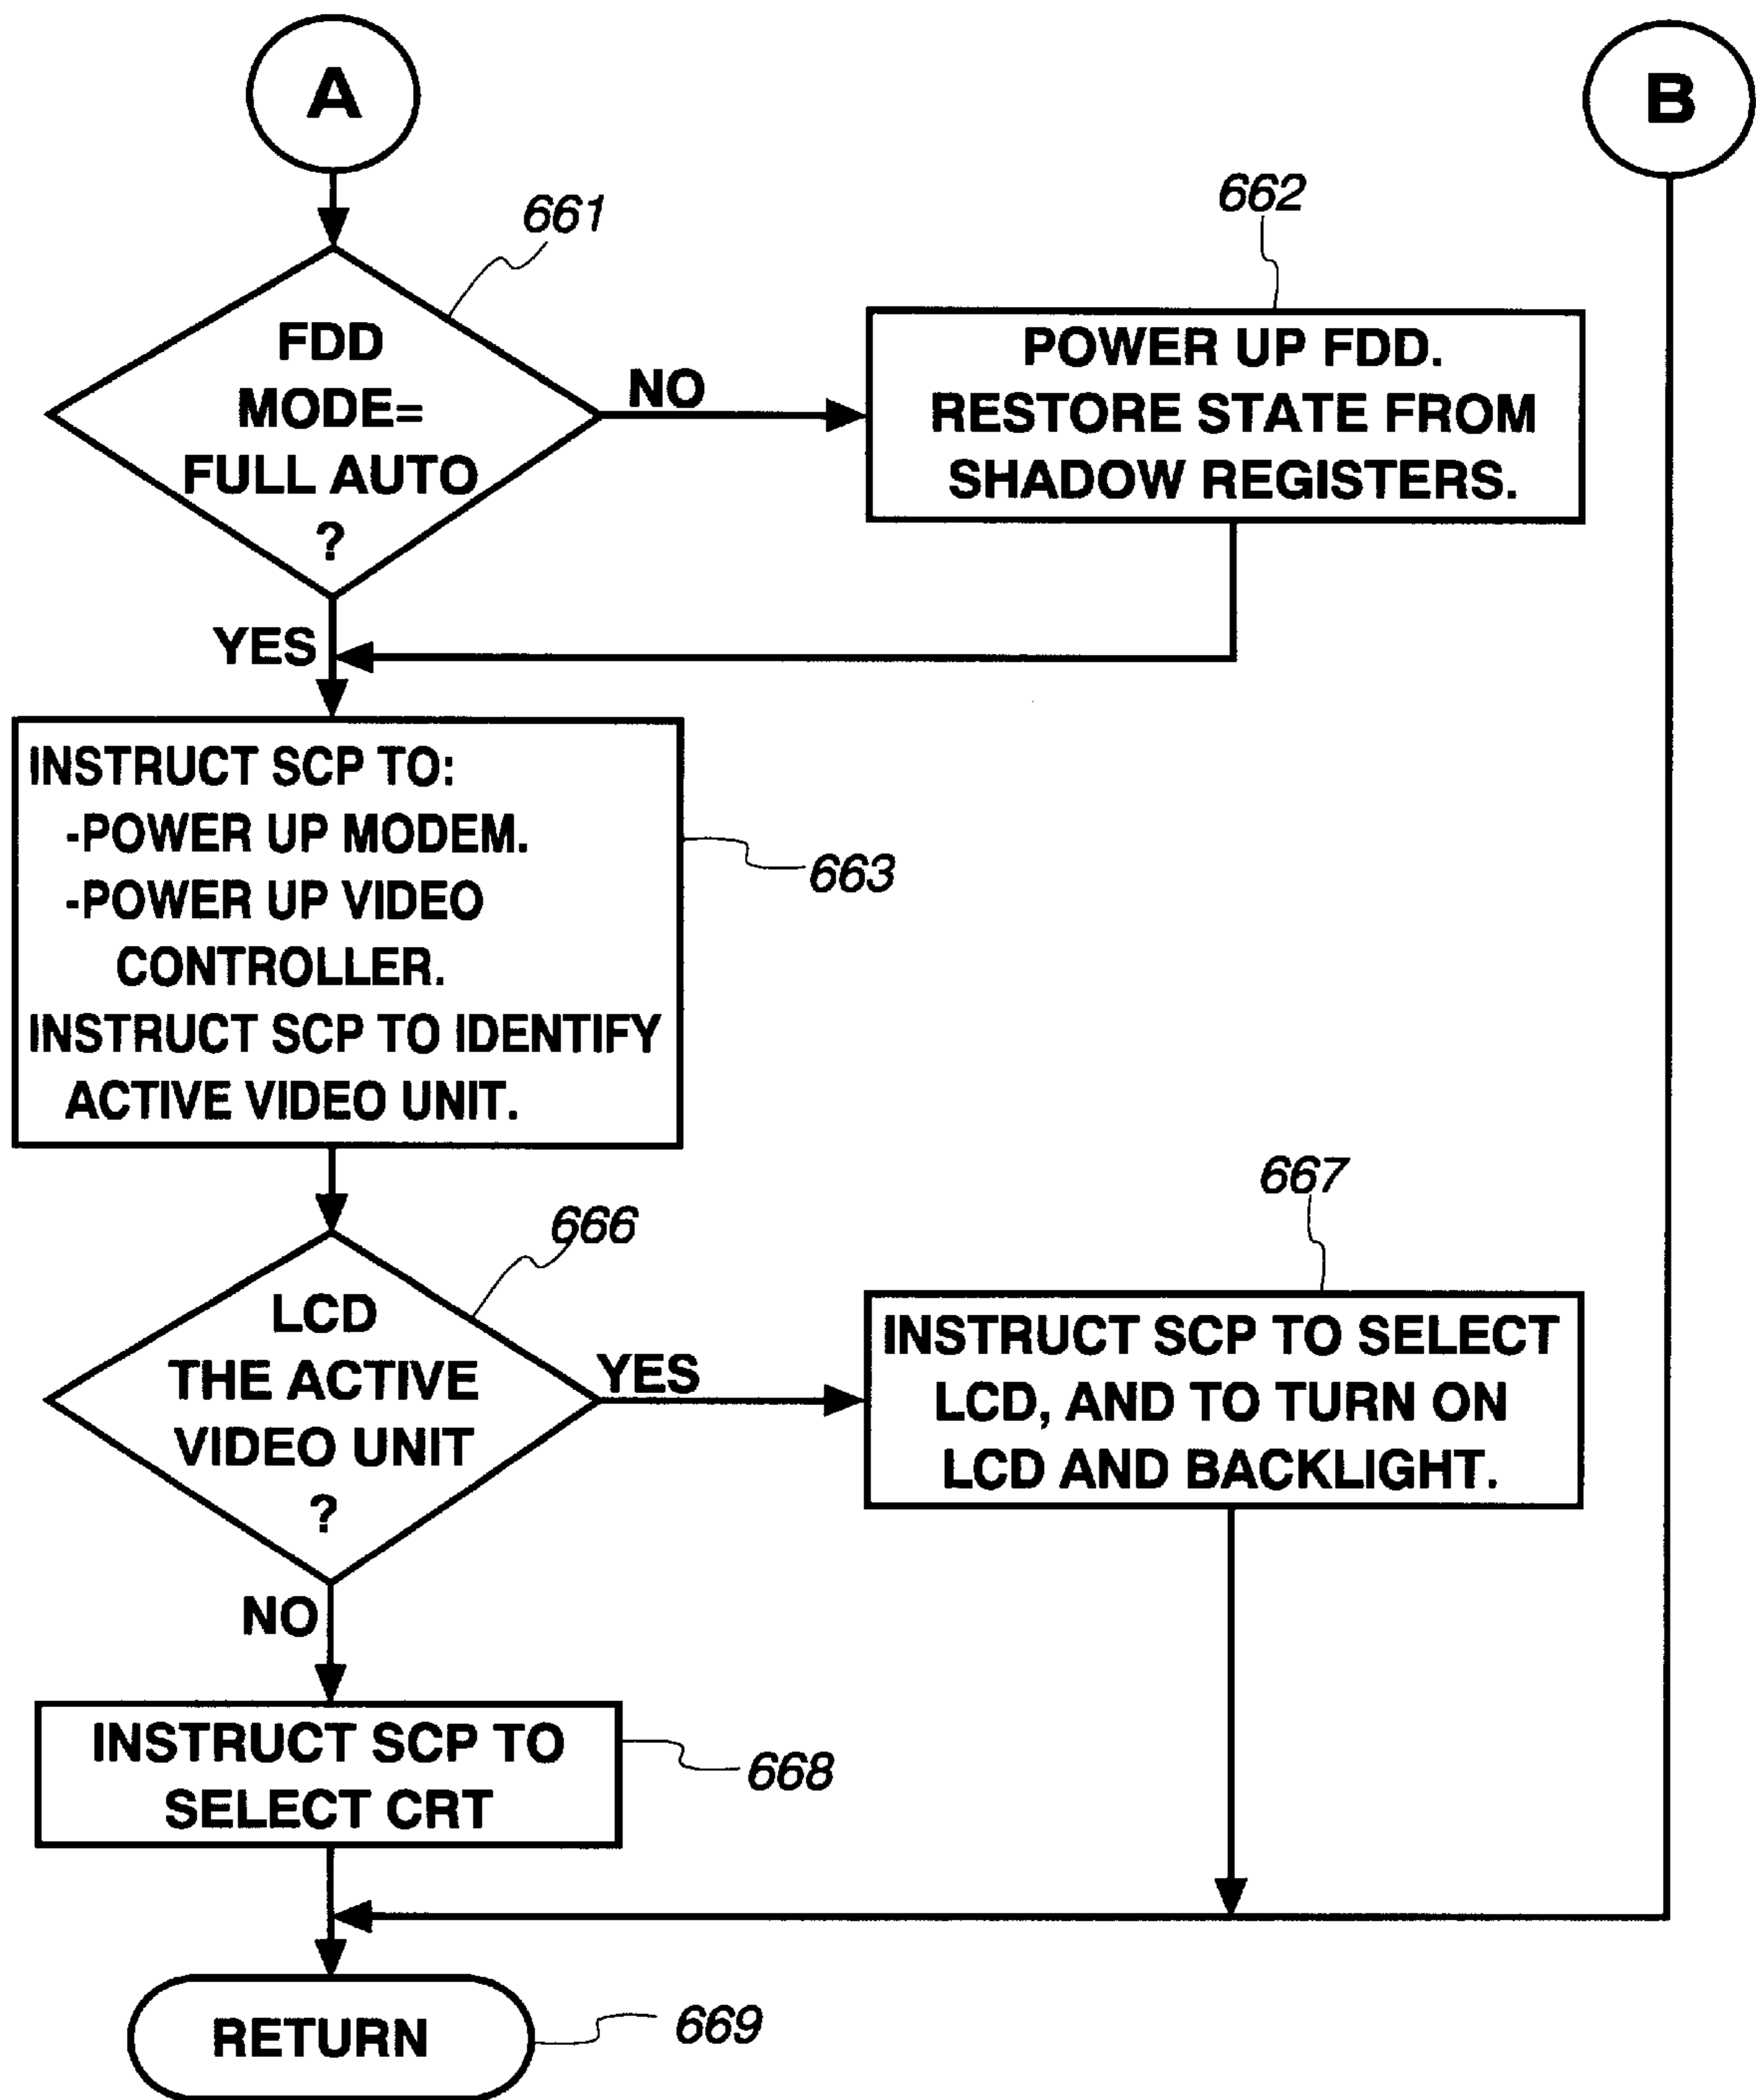 A
B
661
662
FDD
MODE=
FULL AUTO
?
NO
POWER UP FDD.
RESTORE STATE FROM
SHADOW REGISTERS.
YES
INSTRUCT SCP TO:
-POWER UP MODEM.
-POWER UP VIDEO
CONTROLLER.
INSTRUCT SCP TO IDENTIFY
ACTIVE VIDEO UNIT.
663
666
667
LCD
THE ACTIVE
VIDEO UNIT
?
YES
INSTRUCT SCP TO SELECT
LCD, AND TO TURN ON
LCD AND BACKLIGHT.
NO
INSTRUCT SCP TO
SELECT CRT
668
RETURN
669